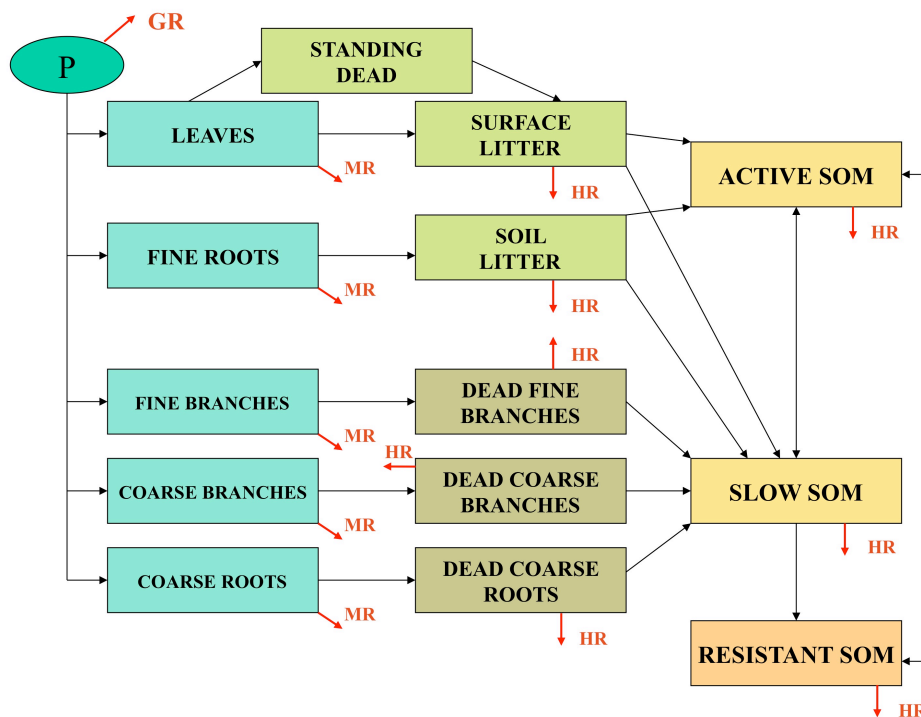 GR
P
STANDING
DEAD
LEAVES
MR
SURFACE
LITTER
HR
ACTIVE SOM
HR
FINE ROOTS
MR
SOIL
LITTER
HR
HR
FINE BRANCHES
MR
DEAD FINE
BRANCHES
HR
COARSE BRANCHES
MR
DEAD COARSE
BRANCHES
SLOW SOM
HR
COARSE ROOTS
MR
DEAD COARSE
ROOTS
HR
RESISTANT SOM
HR